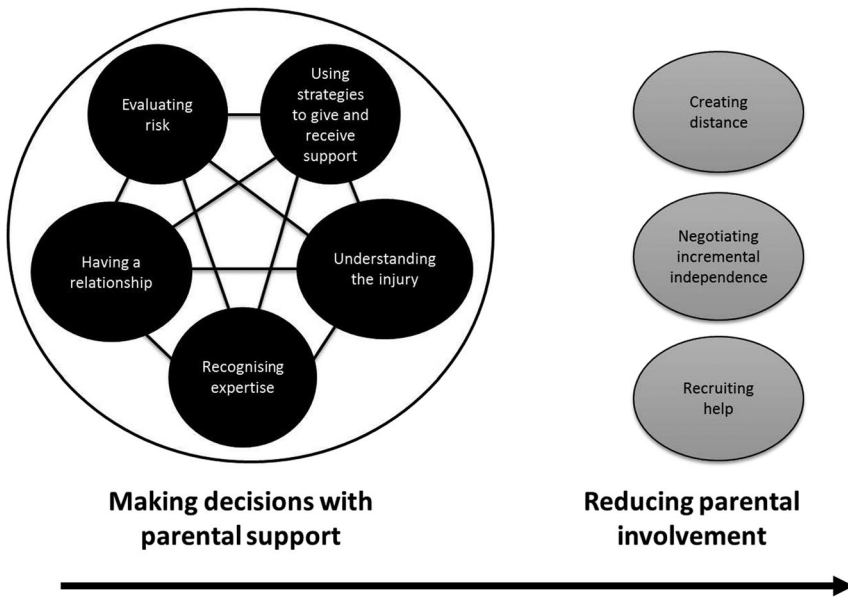 Evaluating
risk
Using
strategies
to give and
receive
support
Having a
relationship
Understanding
the injury
Recognising
expertise
Making decisions with
parental support
Creating
distance
Negotiating
incremental
independence
Recruiting
help
Reducing parental
involvement